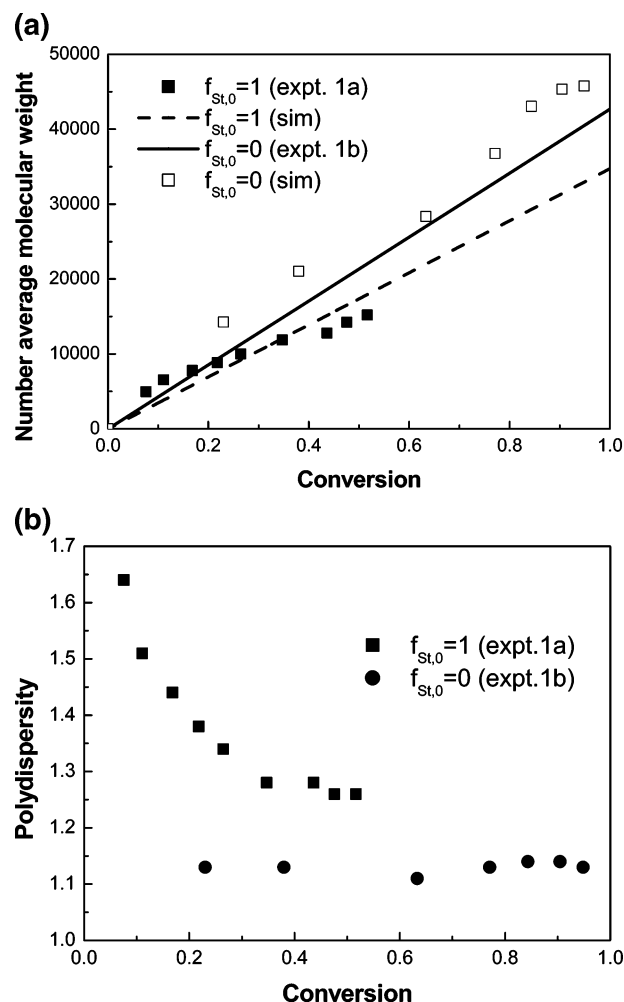 (a)
50000
40000
30000
20000
10000
0
Number average molecular weight
f_St,0=1 (expt. 1a)
f_St,0=1 (sim)
f_St,0=0 (expt. 1b)
f_St,0=0 (sim)
0.0 0.2 0.4 0.6 0.8 1.0
Conversion
(b)
1.7
1.6
1.5
1.4
1.3
1.2
1.1
1.0
Polydispersity
f_St,0=1 (expt.1a)
f_St,0=0 (expt.1b)
0.0 0.2 0.4 0.6 0.8 1.0
Conversion